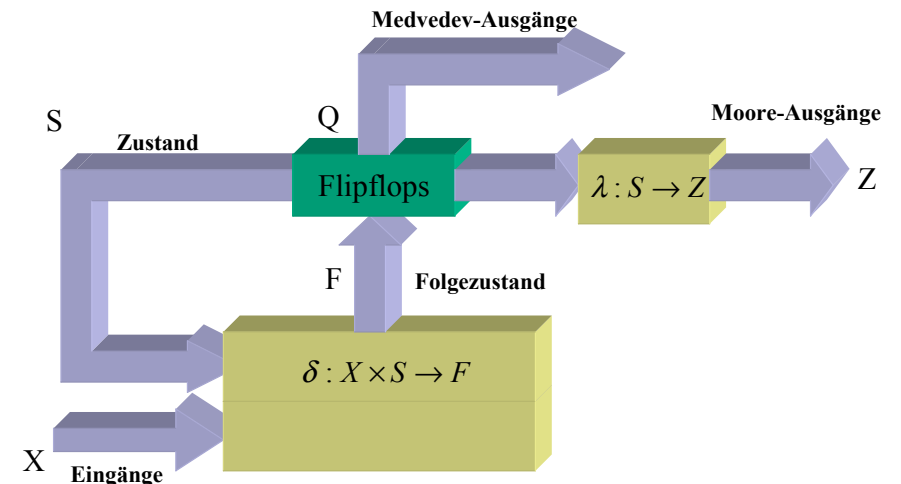 Medvedev-Ausgänge
Moore-Ausgänge
S
Q
Zustand
Flipflops
λ : S → Z
Z
F
Folgezustand
δ : X × S → F
X
Eingänge